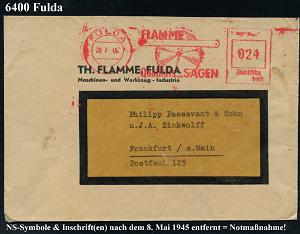 6400 Fulda
FULDA
FLAMME
024
Deutsche
Post
SÄGEN
TH. FLAMME FULDA
Maschinen- und Werkzeug - Industrie
Philipp Passavant & Sohn
u.J.A. Zickwolff
Frankfurt / a.Main
Postfach 125
NS-Symbole & Inschrift(en) nach dem 8. Mai 1945 entfernt = Notmaßnahme!